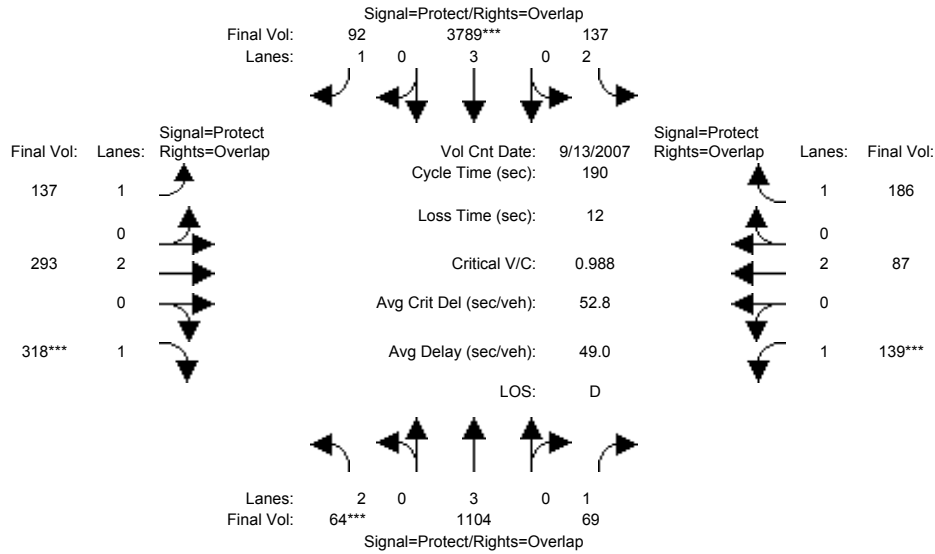 Signal=Protect/Rights=Overlap
Final Vol: 92 3789*** 137
Lanes: 1 0 3 0 2
Signal=Protect
Final Vol: Lanes: Rights=Overlap
Vol Cnt Date: 9/13/2007
Signal=Protect
Rights=Overlap Lanes: Final Vol:
Cycle Time (sec): 190
137 1
1 186
Loss Time (sec): 12
0
0
293 2
Critical V/C: 0.988
2 87
0
Avg Crit Del (sec/veh): 52.8
0
318*** 1
Avg Delay (sec/veh): 49.0
1 139***
LOS: D
Lanes: 2 0 3 0 1
Final Vol: 64*** 1104 69
Signal=Protect/Rights=Overlap